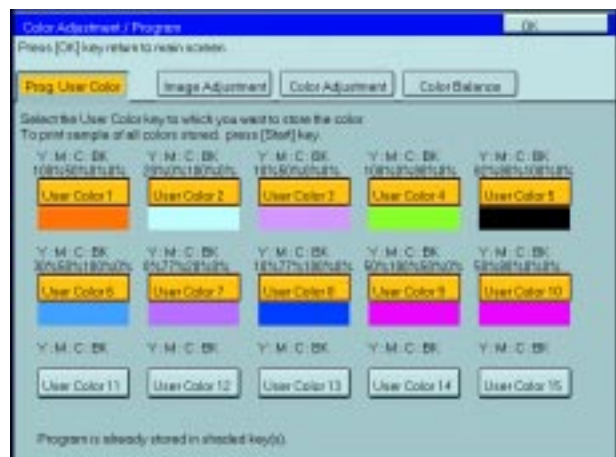 Color Adjustment / Program
OK
Press [OK] key return to main screen.
Prog. User Color Image Adjustment Color Adjustment Color Balance
Select the User Color key to which you want to store the color.
To print sample of all colors stored, press [Start] key.
Y : M : C : BK Y : M : C : BK Y : M : C : BK Y : M : C : BK Y : M : C : BK
User Color 1 User Color 2 User Color 3 User Color 4 User Color 5
Y : M : C : BK Y : M : C : BK Y : M : C : BK Y : M : C : BK Y : M : C : BK
User Color 6 User Color 7 User Color 8 User Color 9 User Color 10
Y : M : C : BK Y : M : C : BK Y : M : C : BK Y : M : C : BK Y : M : C : BK
User Color 11 User Color 12 User Color 13 User Color 14 User Color 15
Program is already stored in shaded key(s).